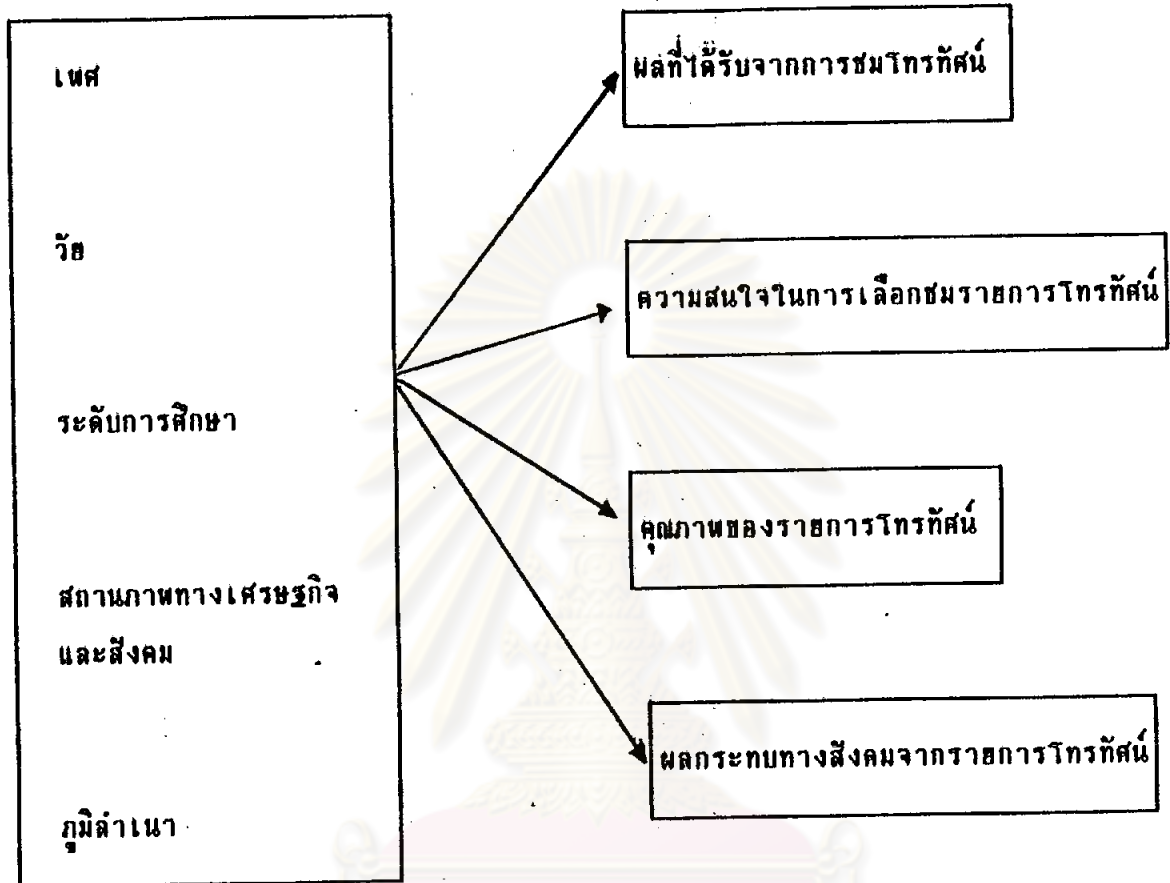 เพศ
วัย
ระดับการศึกษา
สถานภาพทางเศรษฐกิจ
และสังคม
ภูมิลำเนา
ผลที่ได้รับจากการชมโทรทัศน์
ความสนใจในการเลือกชมรายการโทรทัศน์
คุณภาพของรายการโทรทัศน์
ผลกระทบทางสังคมจากรายการโทรทัศน์